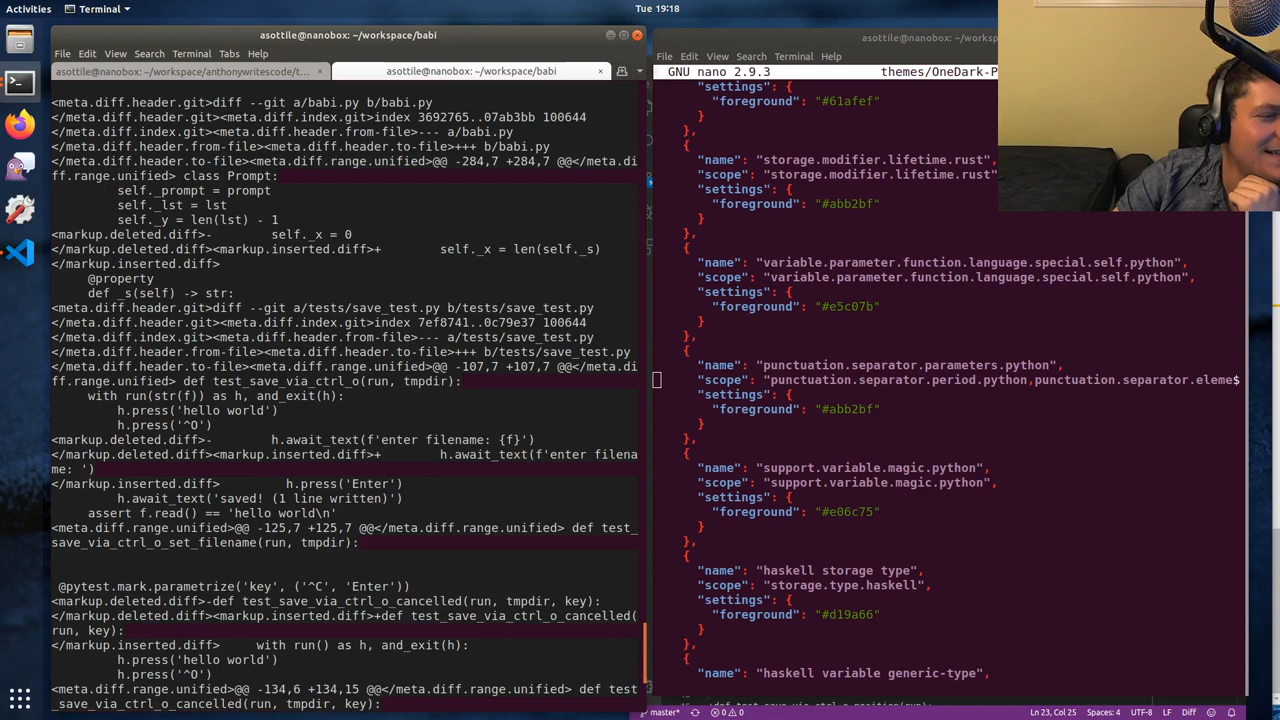 Activities
Terminal
Tue 19:18
asottile@nanobox: ~/workspace/babi
File Edit View Search Terminal Tabs Help
asottile@nanobox: ~/workspace/anthonywritescode/t...
asottile@nanobox: ~/workspace/babi
<meta.diff.header.git>diff --git a/babi.py b/babi.py
</meta.diff.header.git><meta.diff.index.git>index 3692765..07ab3bb 100644
</meta.diff.index.git><meta.diff.header.from-file>--- a/babi.py
</meta.diff.header.from-file><meta.diff.header.to-file>+++ b/babi.py
</meta.diff.header.to-file><meta.diff.range.unified>@@ -284,7 +284,7 @@</meta.di
ff.range.unified> class Prompt:
self._prompt = prompt
self._lst = lst
self._y = len(lst) - 1
<markup.deleted.diff>- self._x = 0
</markup.deleted.diff><markup.inserted.diff>+ self._x = len(self._s)
</markup.inserted.diff>
@property
def _s(self) -> str:
<meta.diff.header.git>diff --git a/tests/save_test.py b/tests/save_test.py
</meta.diff.header.git><meta.diff.index.git>index 7ef8741..0c79e37 100644
</meta.diff.index.git><meta.diff.header.from-file>--- a/tests/save_test.py
</meta.diff.header.from-file><meta.diff.header.to-file>+++ b/tests/save_test.py
</meta.diff.header.to-file><meta.diff.range.unified>@@ -107,7 +107,7 @@</meta.di
ff.range.unified> def test_save_via_ctrl_o(run, tmpdir):
with run(str(f)) as h, and_exit(h):
h.press('hello world')
h.press('^O')
<markup.deleted.diff>- h.await_text(f'enter filename: {f}')
</markup.deleted.diff><markup.inserted.diff>+ h.await_text(f'enter filena
me: ')
</markup.inserted.diff> h.press('Enter')
h.await_text('saved! (1 line written)')
assert f.read() == 'hello world\n'
<meta.diff.range.unified>@@ -125,7 +125,7 @@</meta.diff.range.unified> def test_
save_via_ctrl_o_set_filename(run, tmpdir):
@pytest.mark.parametrize('key', ('^C', 'Enter'))
<markup.deleted.diff>-def test_save_via_ctrl_o_cancelled(run, tmpdir, key):
</markup.deleted.diff><markup.inserted.diff>+def test_save_via_ctrl_o_cancelled(
run, key):
</markup.inserted.diff> with run() as h, and_exit(h):
h.press('hello world')
h.press('^O')
<meta.diff.range.unified>@@ -134,6 +134,15 @@</meta.diff.range.unified> def test
_save_via_ctrl_o_cancelled(run, tmpdir, key):
asottile@nanobox: ~/workspa
File Edit View Search Terminal Help
GNU nano 2.9.3 themes/OneDark-P
"settings": {
"foreground": "#61afef"
}
},
{
"name": "storage.modifier.lifetime.rust",
"scope": "storage.modifier.lifetime.rust"
"settings": {
"foreground": "#abb2bf"
}
},
{
"name": "variable.parameter.function.language.special.self.python",
"scope": "variable.parameter.function.language.special.self.python",
"settings": {
"foreground": "#e5c07b"
}
},
{
"name": "punctuation.separator.parameters.python",
"scope": "punctuation.separator.period.python,punctuation.separator.eleme$
"settings": {
"foreground": "#abb2bf"
}
},
{
"name": "support.variable.magic.python",
"scope": "support.variable.magic.python",
"settings": {
"foreground": "#e06c75"
}
},
{
"name": "haskell storage type",
"scope": "storage.type.haskell",
"settings": {
"foreground": "#d19a66"
}
},
{
"name": "haskell variable generic-type",
master* 0 0 Ln 23, Col 25 Spaces: 4 UTF-8 LF Diff